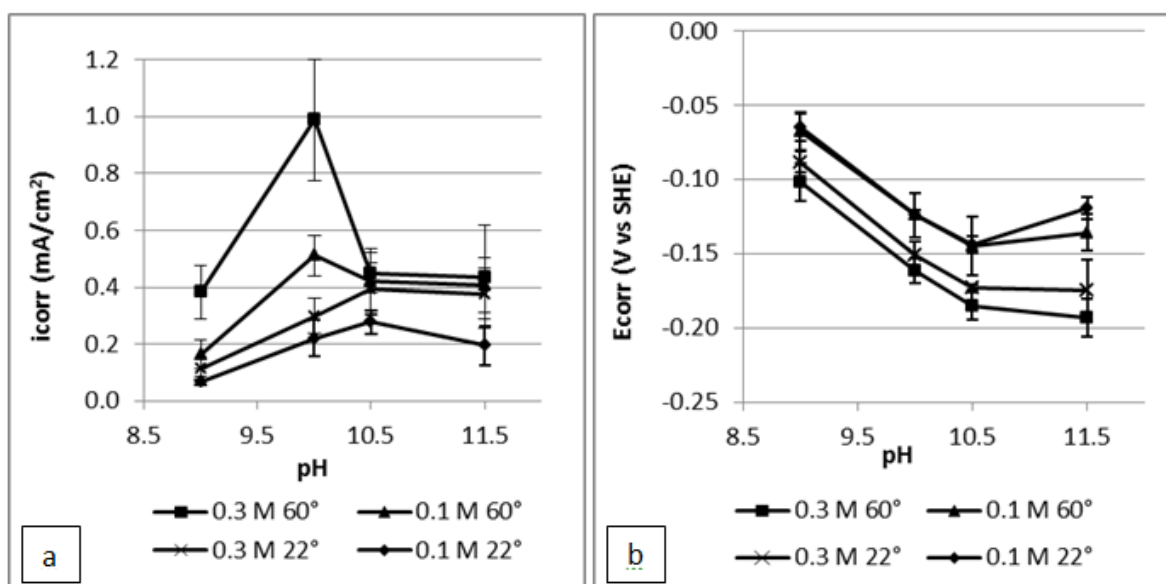 1.2
1.0
0.8
0.6
0.4
0.2
0.0
icorr (mA/cm²)
8.5 9.5 10.5 11.5
pH
0.3 M 60° 0.1 M 60°
0.3 M 22° 0.1 M 22°
a
0.00
-0.05
-0.10
-0.15
-0.20
-0.25
Ecorr (V vs SHE)
8.5 9.5 10.5 11.5
pH
0.3 M 60° 0.1 M 60°
0.3 M 22° 0.1 M 22°
b